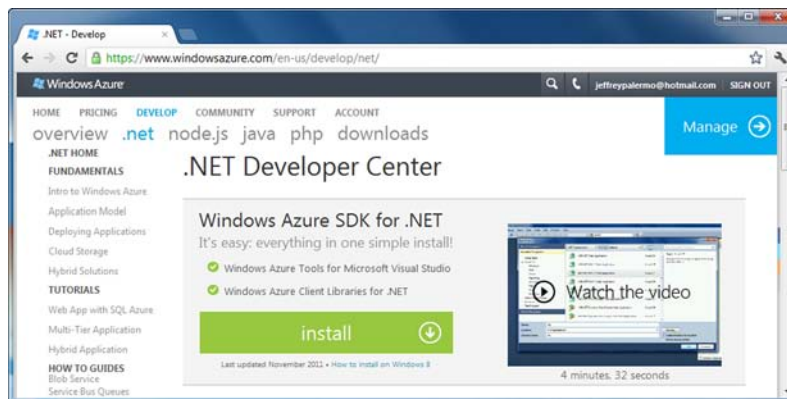 .NET - Develop
https://www.windowsazure.com/en-us/develop/net/
Windows Azure
jeffreypalermo@hotmail.com SIGN OUT
HOME PRICING DEVELOP COMMUNITY SUPPORT ACCOUNT
Manage
overview .net node.js java php downloads
.NET HOME
FUNDAMENTALS
Intro to Windows Azure
Application Model
Deploying Applications
Cloud Storage
Hybrid Solutions
TUTORIALS
Web App with SQL Azure
Multi-Tier Application
Hybrid Application
HOW TO GUIDES
Blob Service
Service Bus Queues
.NET Developer Center
Windows Azure SDK for .NET
It's easy: everything in one simple install!
Windows Azure Tools for Microsoft Visual Studio
Windows Azure Client Libraries for .NET
install
Last updated November 2011 • How to install on Windows 8
Watch the video
4 minutes, 32 seconds